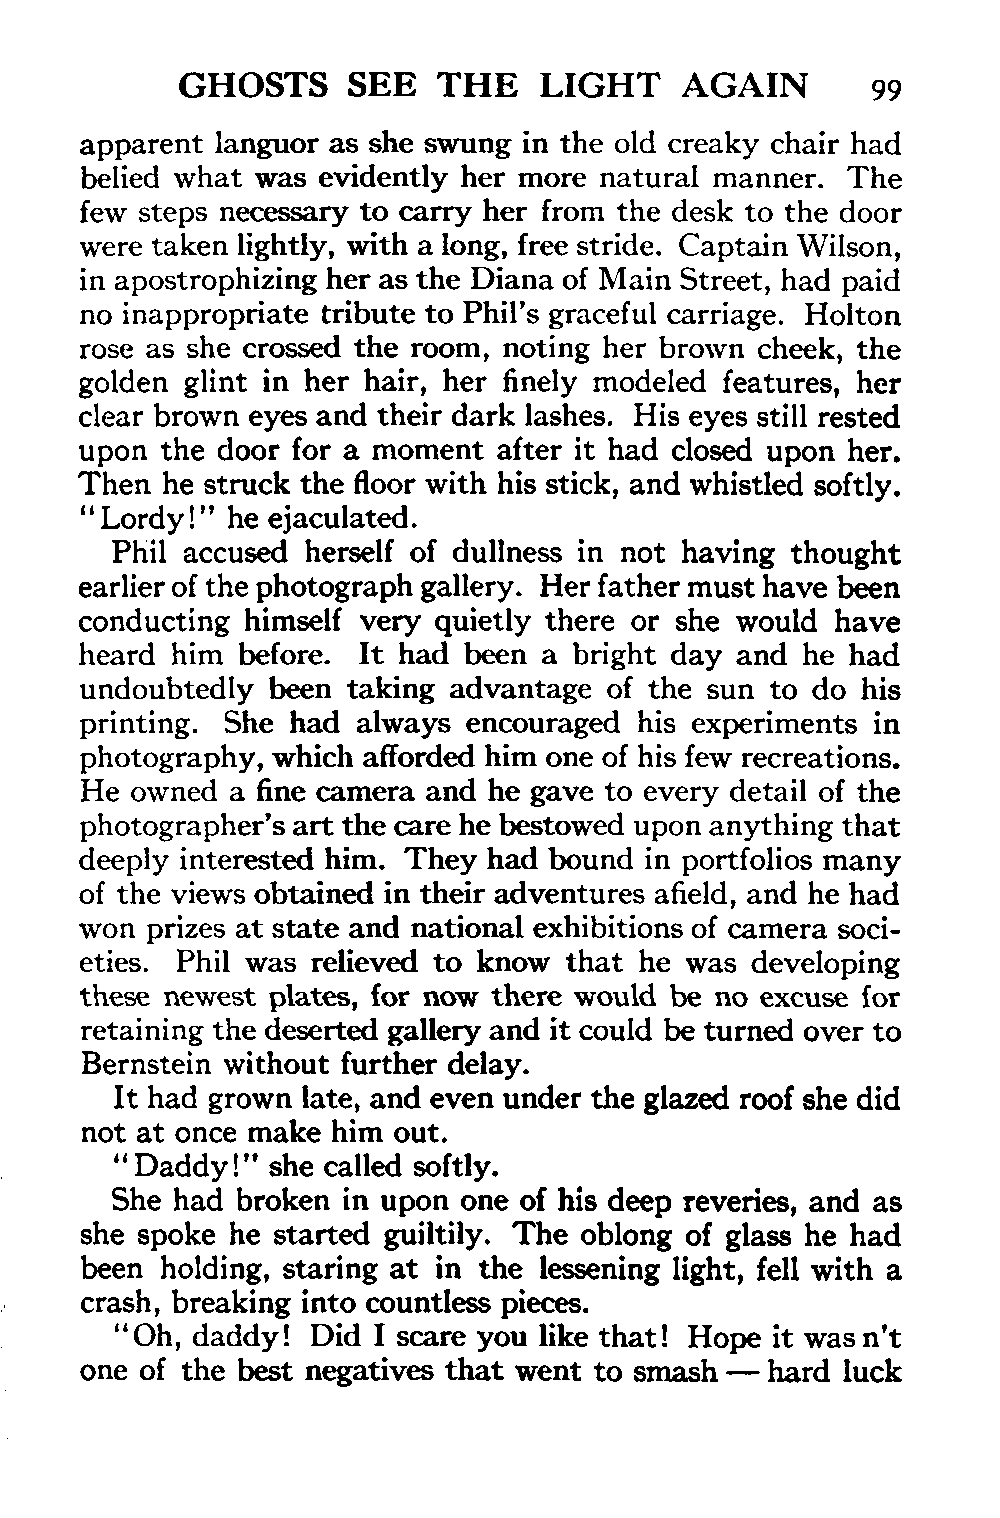 GHOSTS SEE THE LIGHT AGAIN 99
apparent languor as she swung in the old creaky chair had
belied what was evidently her more natural manner. The
few steps necessary to carry her from the desk to the door
were taken lightly, with a long, free stride. Captain Wilson,
in apostrophizing her as the Diana of Main Street, had paid
no inappropriate tribute to Phil's graceful carriage. Holton
rose as she crossed the room, noting her brown cheek, the
golden glint in her hair, her finely modeled features, her
clear brown eyes and their dark lashes. His eyes still rested
upon the door for a moment after it had closed upon her.
Then he struck the floor with his stick, and whistled softly.
"Lordy!" he ejaculated.
Phil accused herself of dullness in not having thought
earlier of the photograph gallery. Her father must have been
conducting himself very quietly there or she would have
heard him before. It had been a bright day and he had
undoubtedly been taking advantage of the sun to do his
printing. She had always encouraged his experiments in
photography, which afforded him one of his few recreations.
He owned a fine camera and he gave to every detail of the
photographer's art the care he bestowed upon anything that
deeply interested him. They had bound in portfolios many
of the views obtained in their adventures afield, and he had
won prizes at state and national exhibitions of camera soci-
eties. Phil was relieved to know that he was developing
these newest plates, for now there would be no excuse for
retaining the deserted gallery and it could be turned over to
Bernstein without further delay.
It had grown late, and even under the glazed roof she did
not at once make him out.
"Daddy!" she called softly.
She had broken in upon one of his deep reveries, and as
she spoke he started guiltily. The oblong of glass he had
been holding, staring at in the lessening light, fell with a
crash, breaking into countless pieces.
"Oh, daddy! Did I scare you like that! Hope it was n't
one of the best negatives that went to smash — hard luck